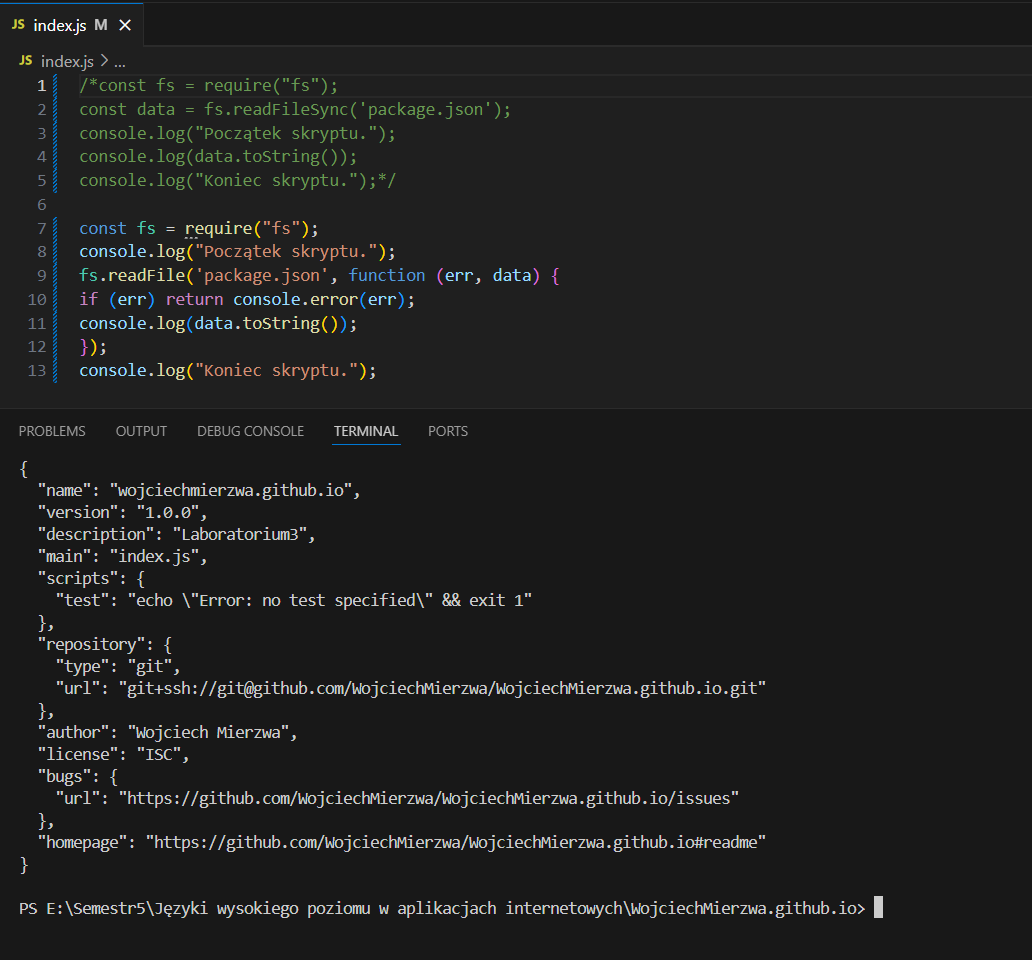 JS index.js M ×
JS index.js > ...
1 /*const fs = require("fs");
2 const data = fs.readFileSync('package.json');
3 console.log("Początek skryptu.");
4 console.log(data.toString());
5 console.log("Koniec skryptu.");*/
6
7 const fs = require("fs");
8 console.log("Początek skryptu.");
9 fs.readFile('package.json', function (err, data) {
10 if (err) return console.error(err);
11 console.log(data.toString());
12 });
13 console.log("Koniec skryptu.");
PROBLEMS OUTPUT DEBUG CONSOLE TERMINAL PORTS
{
  "name": "wojciechmierzwa.github.io",
  "version": "1.0.0",
  "description": "Laboratorium3",
  "main": "index.js",
  "scripts": {
    "test": "echo \"Error: no test specified\" && exit 1"
  },
  "repository": {
    "type": "git",
    "url": "git+ssh://git@github.com/WojciechMierzwa/WojciechMierzwa.github.io.git"
  },
  "author": "Wojciech Mierzwa",
  "license": "ISC",
  "bugs": {
    "url": "https://github.com/WojciechMierzwa/WojciechMierzwa.github.io/issues"
  },
  "homepage": "https://github.com/WojciechMierzwa/WojciechMierzwa.github.io#readme"
}
PS E:\Semestr5\Języki wysokiego poziomu w aplikacjach internetowych\WojciechMierzwa.github.io>